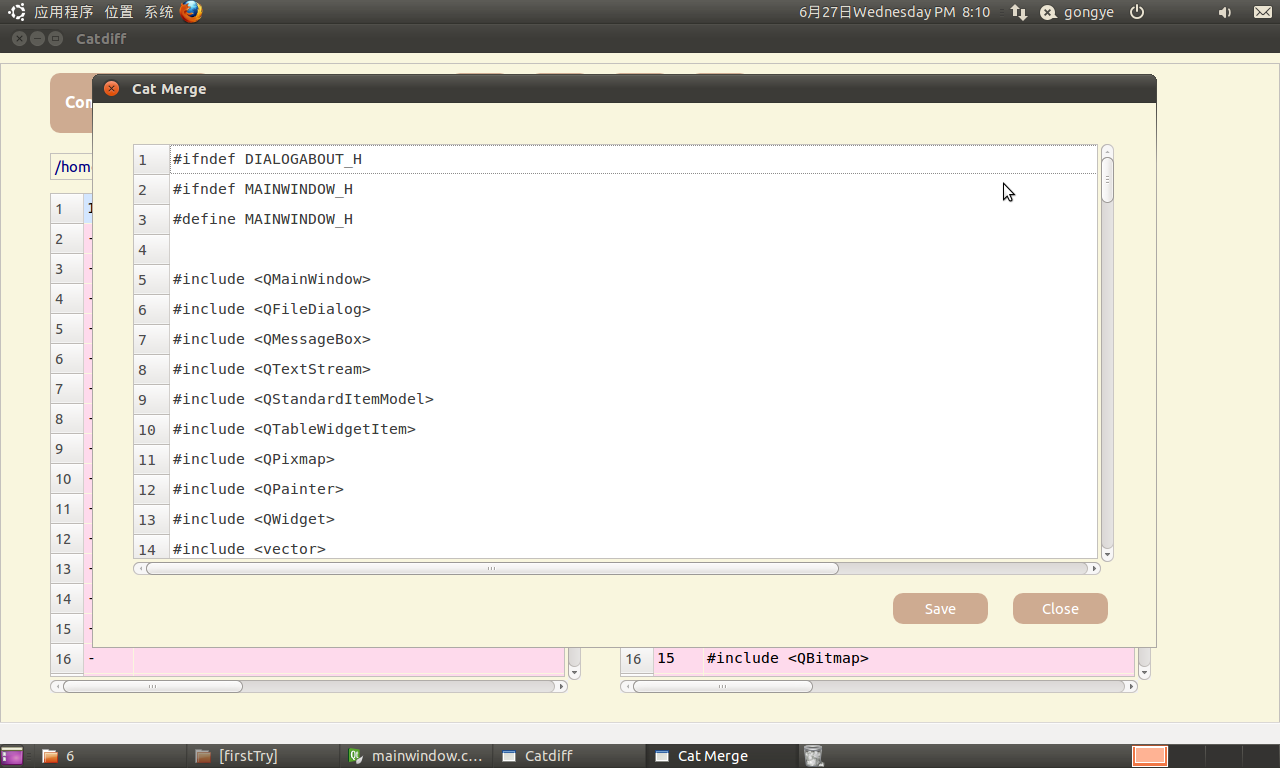 应用程序 位置 系统 6月27日Wednesday PM 8:10 gongye
Catdiff
Cat Merge
Con
/hom
1 #ifndef DIALOGABOUT_H
2 #ifndef MAINWINDOW_H
3 #define MAINWINDOW_H
4
5 #include <QMainWindow>
6 #include <QFileDialog>
7 #include <QMessageBox>
8 #include <QTextStream>
9 #include <QStandardItemModel>
10 #include <QTableWidgetItem>
11 #include <QPixmap>
12 #include <QPainter>
13 #include <QWidget>
14 #include <vector>
Save Close
1 1
2 -
3 -
4 -
5 -
6 -
7 -
8 -
9 -
10 -
11 -
12 -
13 -
14 -
15 -
16 -
16 15 #include <QBitmap>
6 [firstTry] mainwindow.c... Catdiff Cat Merge